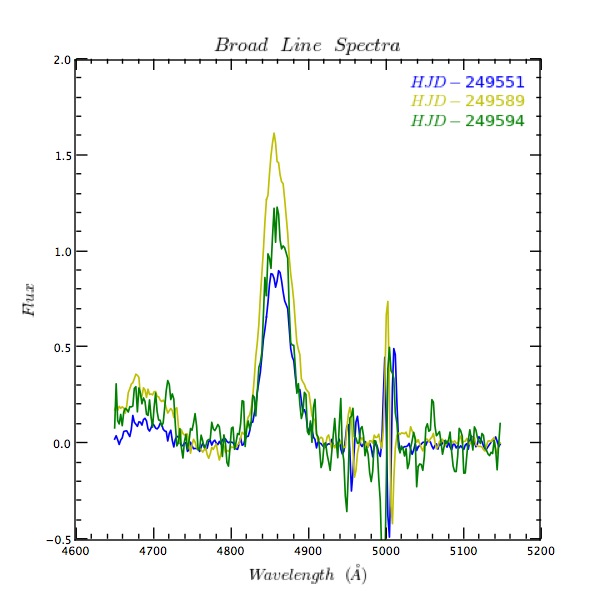 Broad Line Spectra
HJD − 249551
HJD − 249589
HJD − 249594
2.0
1.5
1.0
0.5
0.0
−0.5
Flux
4600 4700 4800 4900 5000 5100 5200
Wavelength (Å)